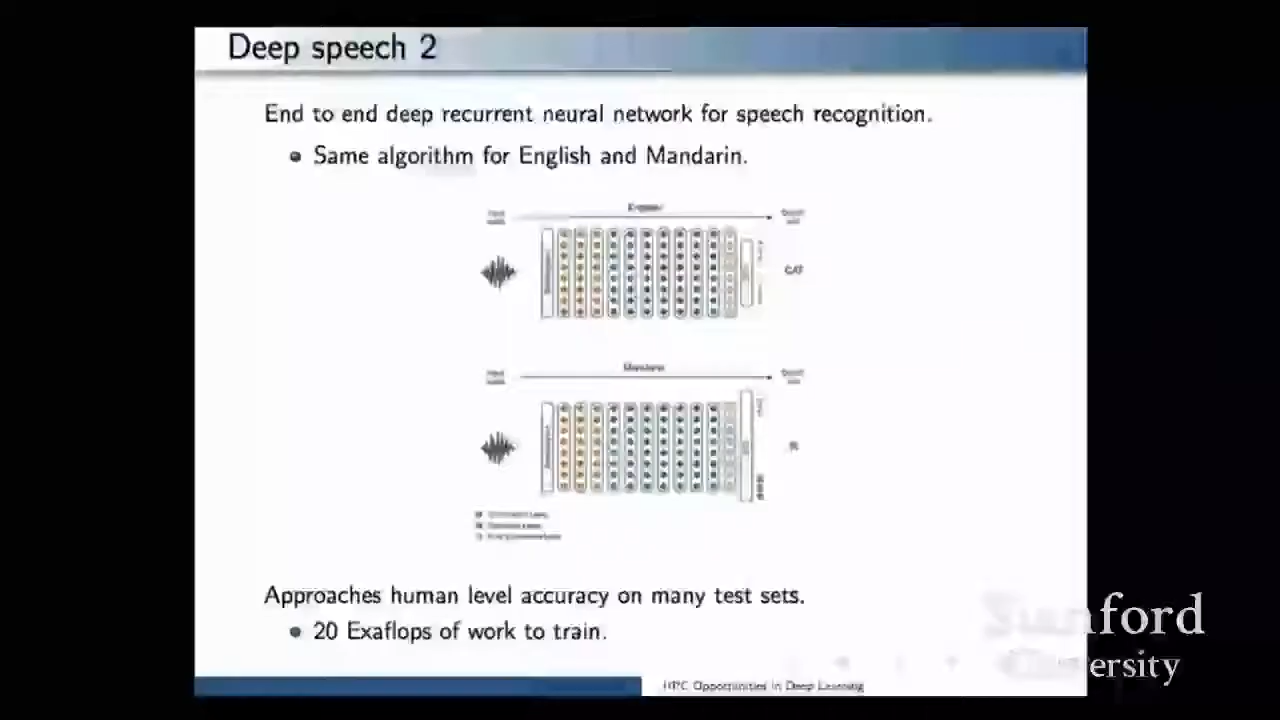 Deep speech 2
End to end deep recurrent neural network for speech recognition.
Same algorithm for English and Mandarin.
English
CAT
Mandarin
Approaches human level accuracy on many test sets.
20 Exaflops of work to train.
HPC Opportunities in Deep Learning
Stanford
University